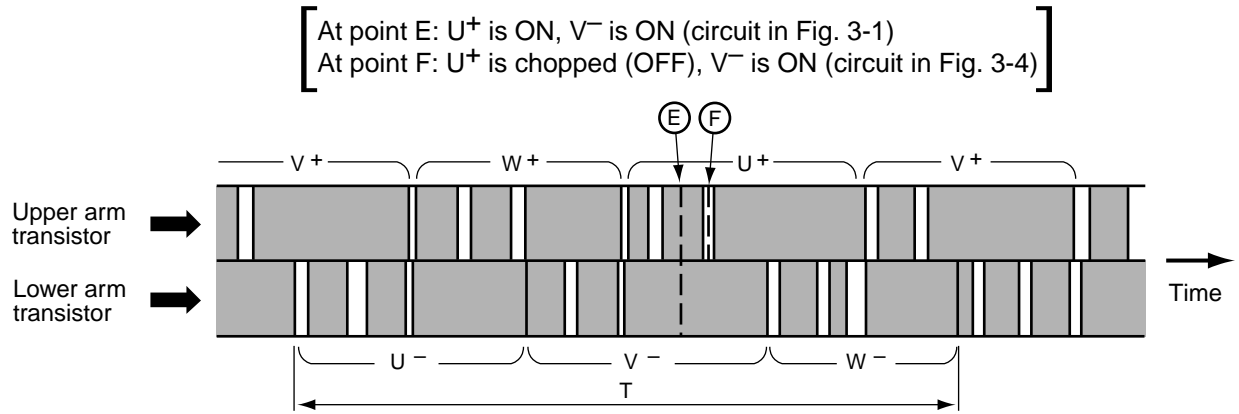 At point E: U+ is ON, V− is ON (circuit in Fig. 3-1)
At point F: U+ is chopped (OFF), V− is ON (circuit in Fig. 3-4)
E F
V+ W+ U+ V+
Upper arm
transistor
Lower arm
transistor
Time
U− V− W−
T